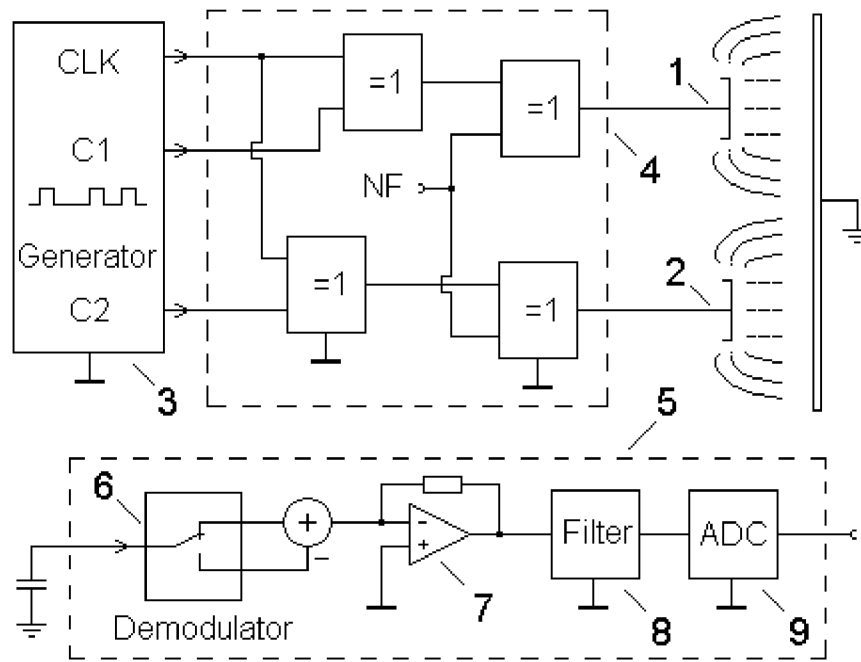 CLK
=1
=1
1
C1
4
NF
Generator
=1
=1
2
C2
3
5
6
+
−
-
+
Filter
ADC
7
8
9
Demodulator